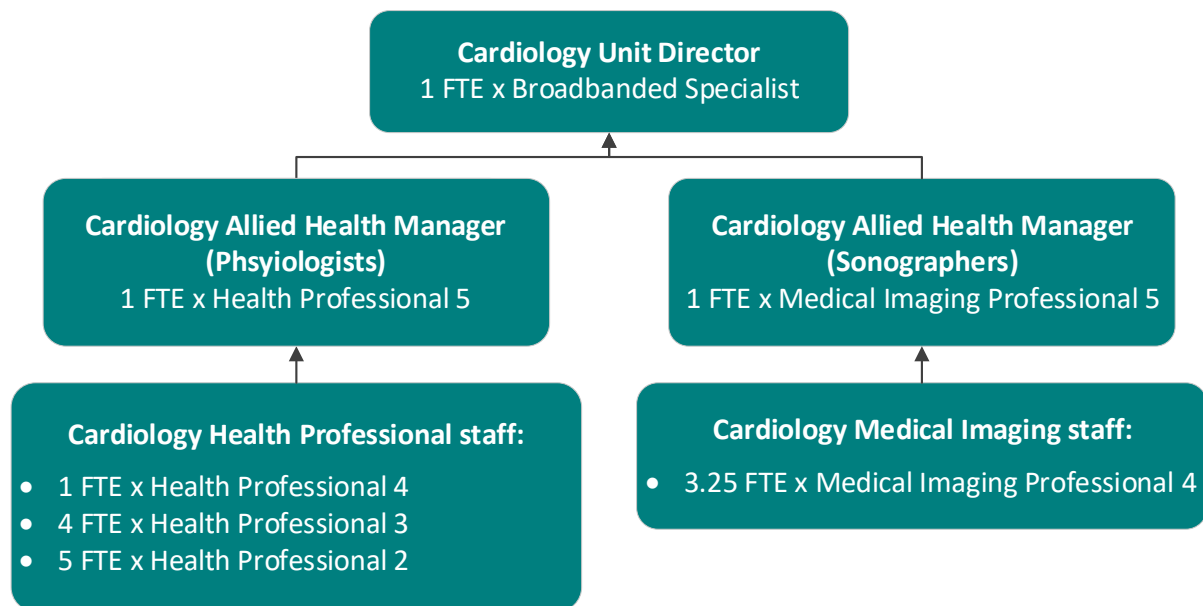 Cardiology Unit Director
1 FTE x Broadbanded Specialist
Cardiology Allied Health Manager
(Phsyiologists)
1 FTE x Health Professional 5
Cardiology Allied Health Manager
(Sonographers)
1 FTE x Medical Imaging Professional 5
Cardiology Health Professional staff:
• 1 FTE x Health Professional 4
• 4 FTE x Health Professional 3
• 5 FTE x Health Professional 2
Cardiology Medical Imaging staff:
• 3.25 FTE x Medical Imaging Professional 4